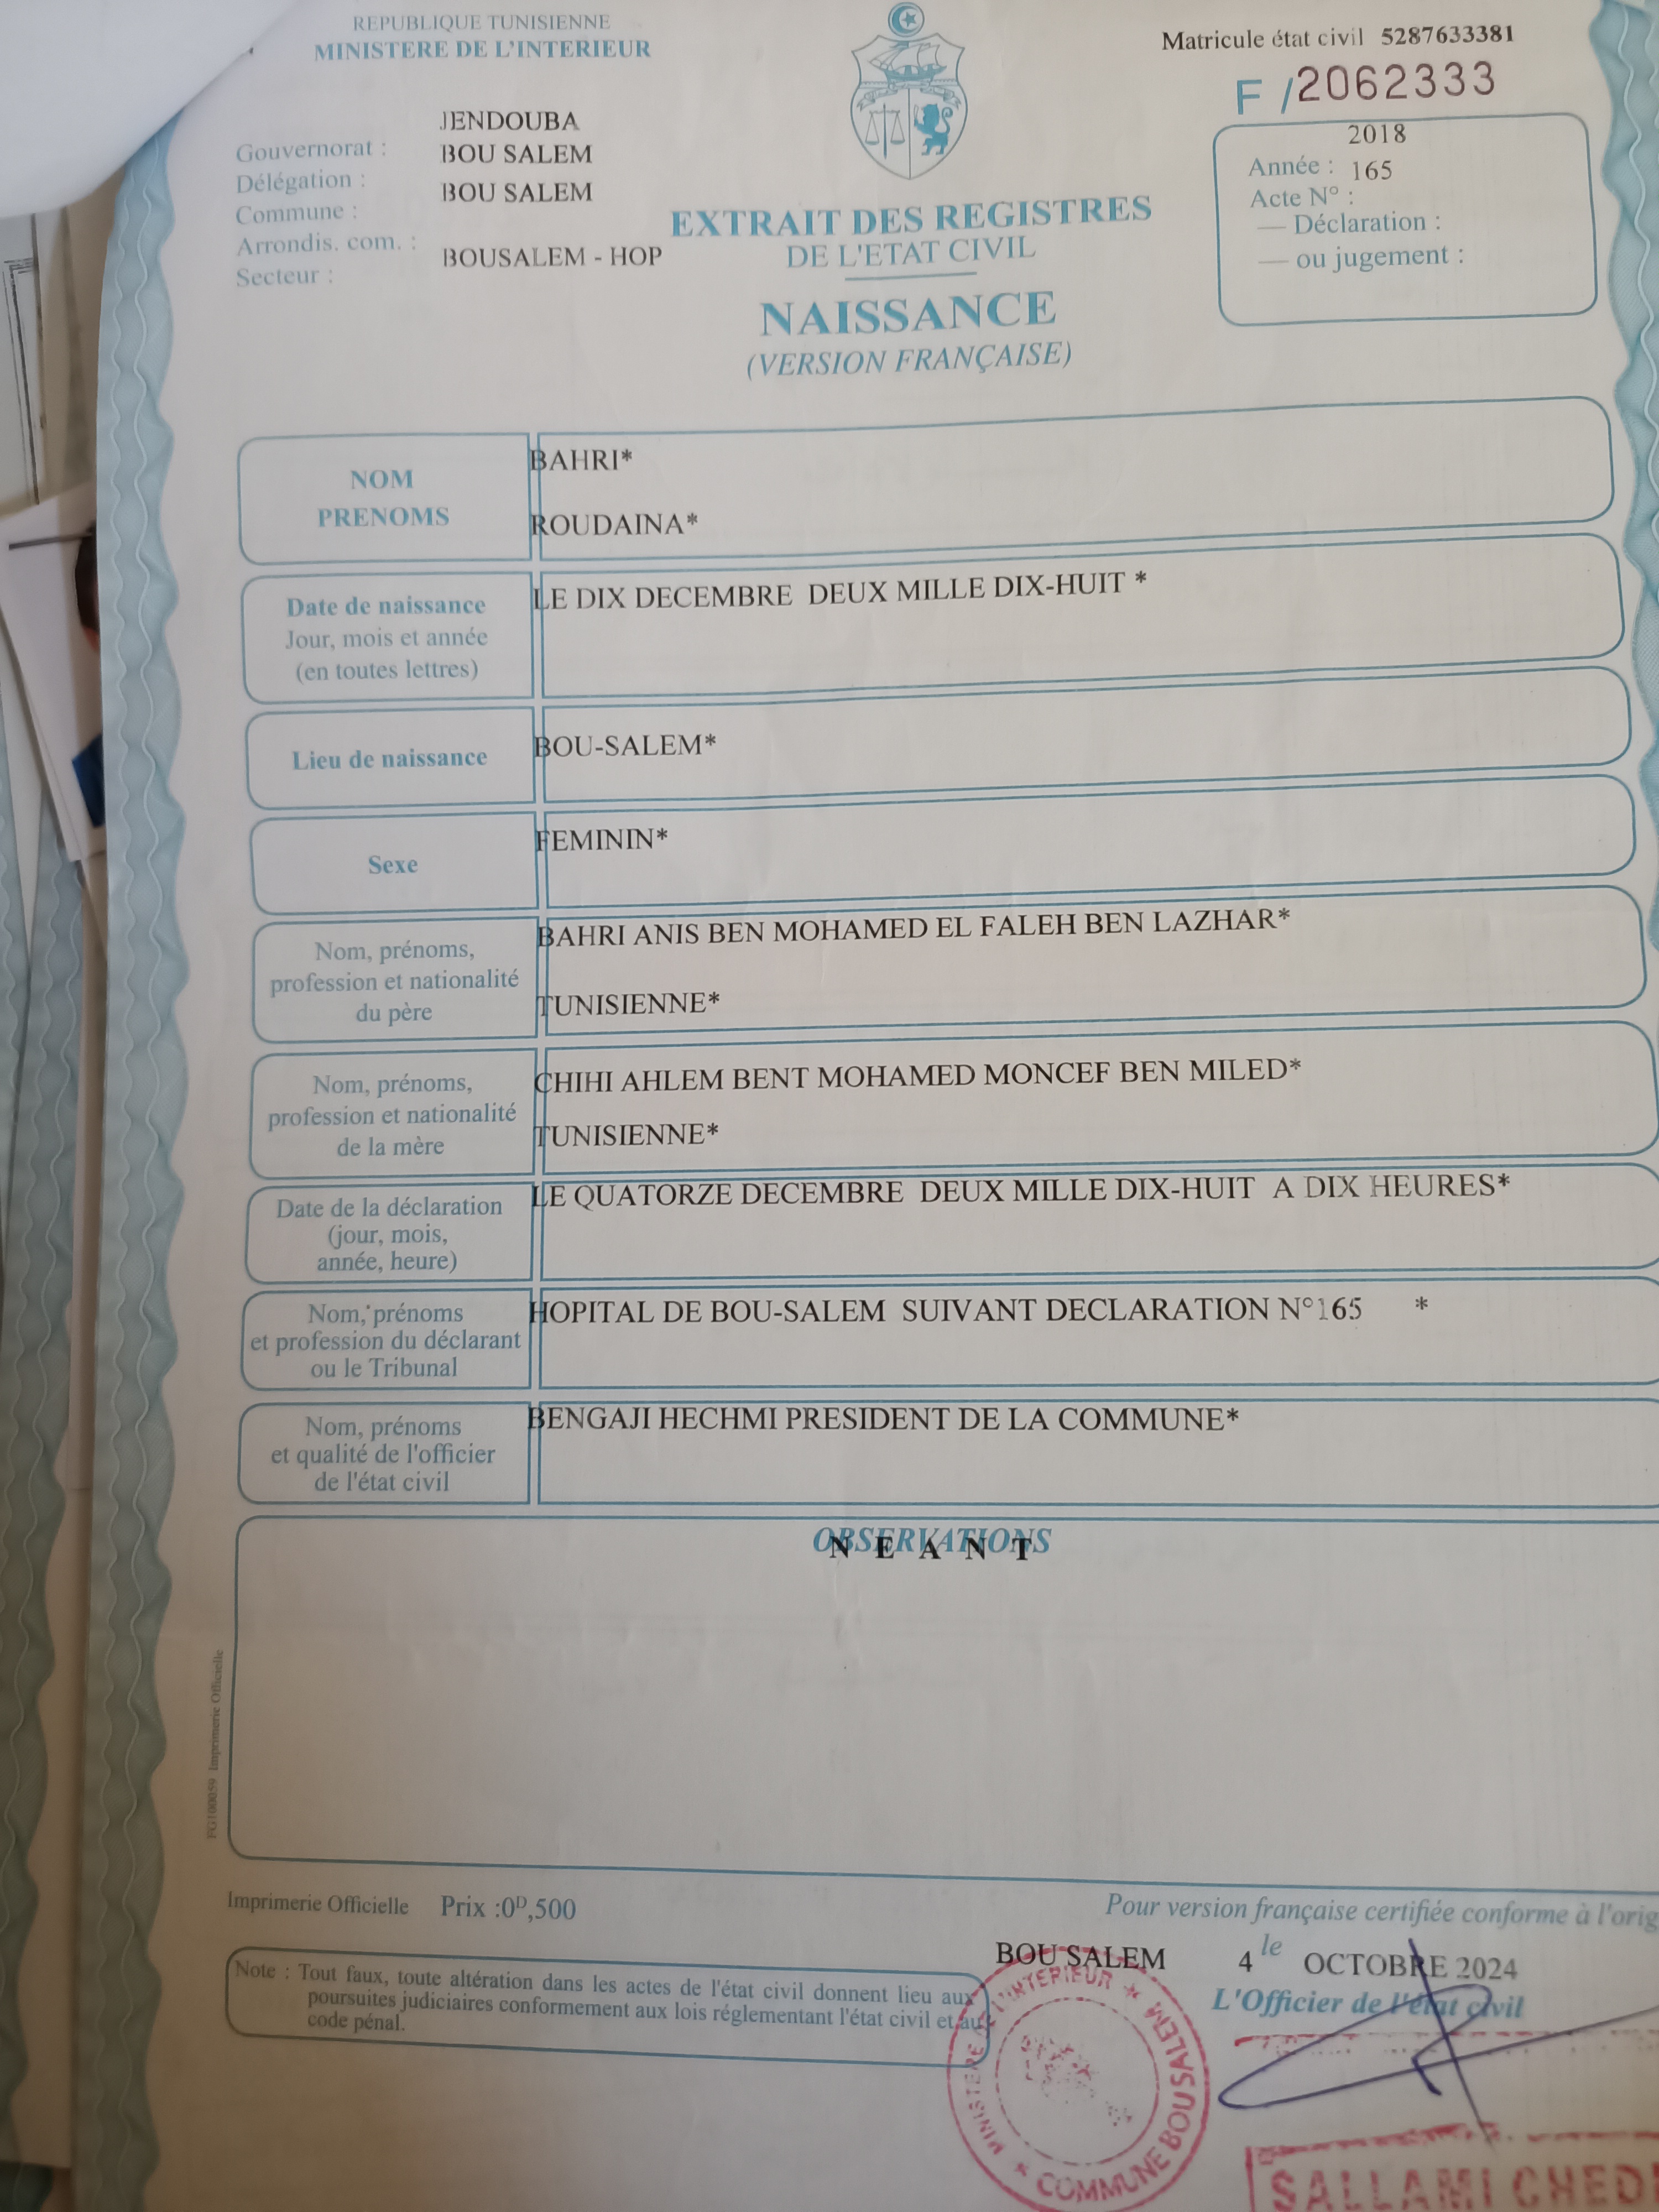 REPUBLIQUE TUNISIENNE
MINISTERE DE L'INTERIEUR
Matricule état civil 5287633381
F / 2062333
JENDOUBA
Gouvernorat :
BOU SALEM
Délégation :
BOU SALEM
Commune :
Arrondis. com. :
BOUSALEM - HOP
Secteur :
2018
Année : 165
Acte N° :
— Déclaration :
— ou jugement :
EXTRAIT DES REGISTRES
DE L'ETAT CIVIL
NAISSANCE
(VERSION FRANÇAISE)
NOM
PRENOMS
BAHRI*
ROUDAINA*
Date de naissance
Jour, mois et année
(en toutes lettres)
LE DIX DECEMBRE DEUX MILLE DIX-HUIT *
Lieu de naissance
BOU-SALEM*
Sexe
FEMININ*
Nom, prénoms,
profession et nationalité
du père
BAHRI ANIS BEN MOHAMED EL FALEH BEN LAZHAR*
TUNISIENNE*
Nom, prénoms,
profession et nationalité
de la mère
CHIHI AHLEM BENT MOHAMED MONCEF BEN MILED*
TUNISIENNE*
Date de la déclaration
(jour, mois,
année, heure)
LE QUATORZE DECEMBRE DEUX MILLE DIX-HUIT A DIX HEURES*
Nom, prénoms
et profession du déclarant
ou le Tribunal
HOPITAL DE BOU-SALEM SUIVANT DECLARATION N°165 *
Nom, prénoms
et qualité de l'officier
de l'état civil
BENGAJI HECHMI PRESIDENT DE LA COMMUNE*
OBSERVATIONS
N E A N T
FG100059 Imprimerie Officielle
Imprimerie Officielle Prix :0D,500
Pour version française certifiée conforme à l'orig
BOU SALEM 4 le OCTOBRE 2024
L'Officier de l'état civil
Note : Tout faux, toute altération dans les actes de l'état civil donnent lieu aux
poursuites judiciaires conformement aux lois réglementant l'état civil et au
code pénal.
MINISTERE DE L'INTERIEUR ★ COMMUNE BOUSALEM ★
SALLAMI CHEDI